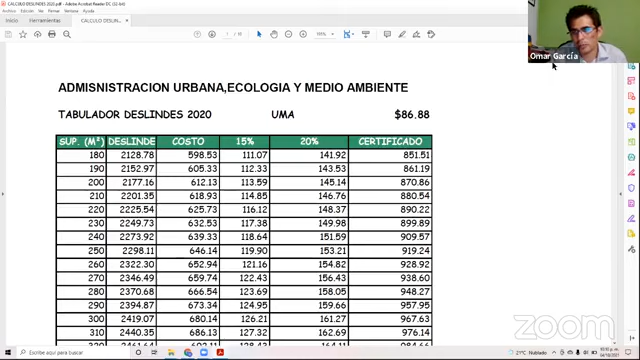 CALCULO DESLINDES 2020.pdf - Adobe Acrobat Reader DC (32-bit)
Archivo Edición Ver Firmar Ventana Ayuda
Inicio Herramientas CALCULO DESLIN...
Omar García
ADMISNISTRACION URBANA,ECOLOGIA Y MEDIO AMBIENTE
TABULADOR DESLINDES 2020 UMA $86.88
SUP. (M²) DESLINDE COSTO 15% 20% CERTIFICADO
180 2128.78 598.53 111.07 141.92 851.51
190 2152.97 605.33 112.33 143.53 861.19
200 2177.16 612.13 113.59 145.14 870.86
210 2201.35 618.93 114.85 146.76 880.54
220 2225.54 625.73 116.12 148.37 890.22
230 2249.73 632.53 117.38 149.98 899.89
240 2273.92 639.33 118.64 151.59 909.57
250 2298.11 646.14 119.90 153.21 919.24
260 2322.30 652.94 121.16 154.82 928.92
270 2346.49 659.74 122.43 156.43 938.60
280 2370.68 666.54 123.69 158.05 948.27
290 2394.87 673.34 124.95 159.66 957.95
300 2419.07 680.14 126.21 161.27 967.63
310 2440.35 686.13 127.32 162.69 976.14
zoom
Escribe aquí para buscar
21°C Nublado
04/10/2021